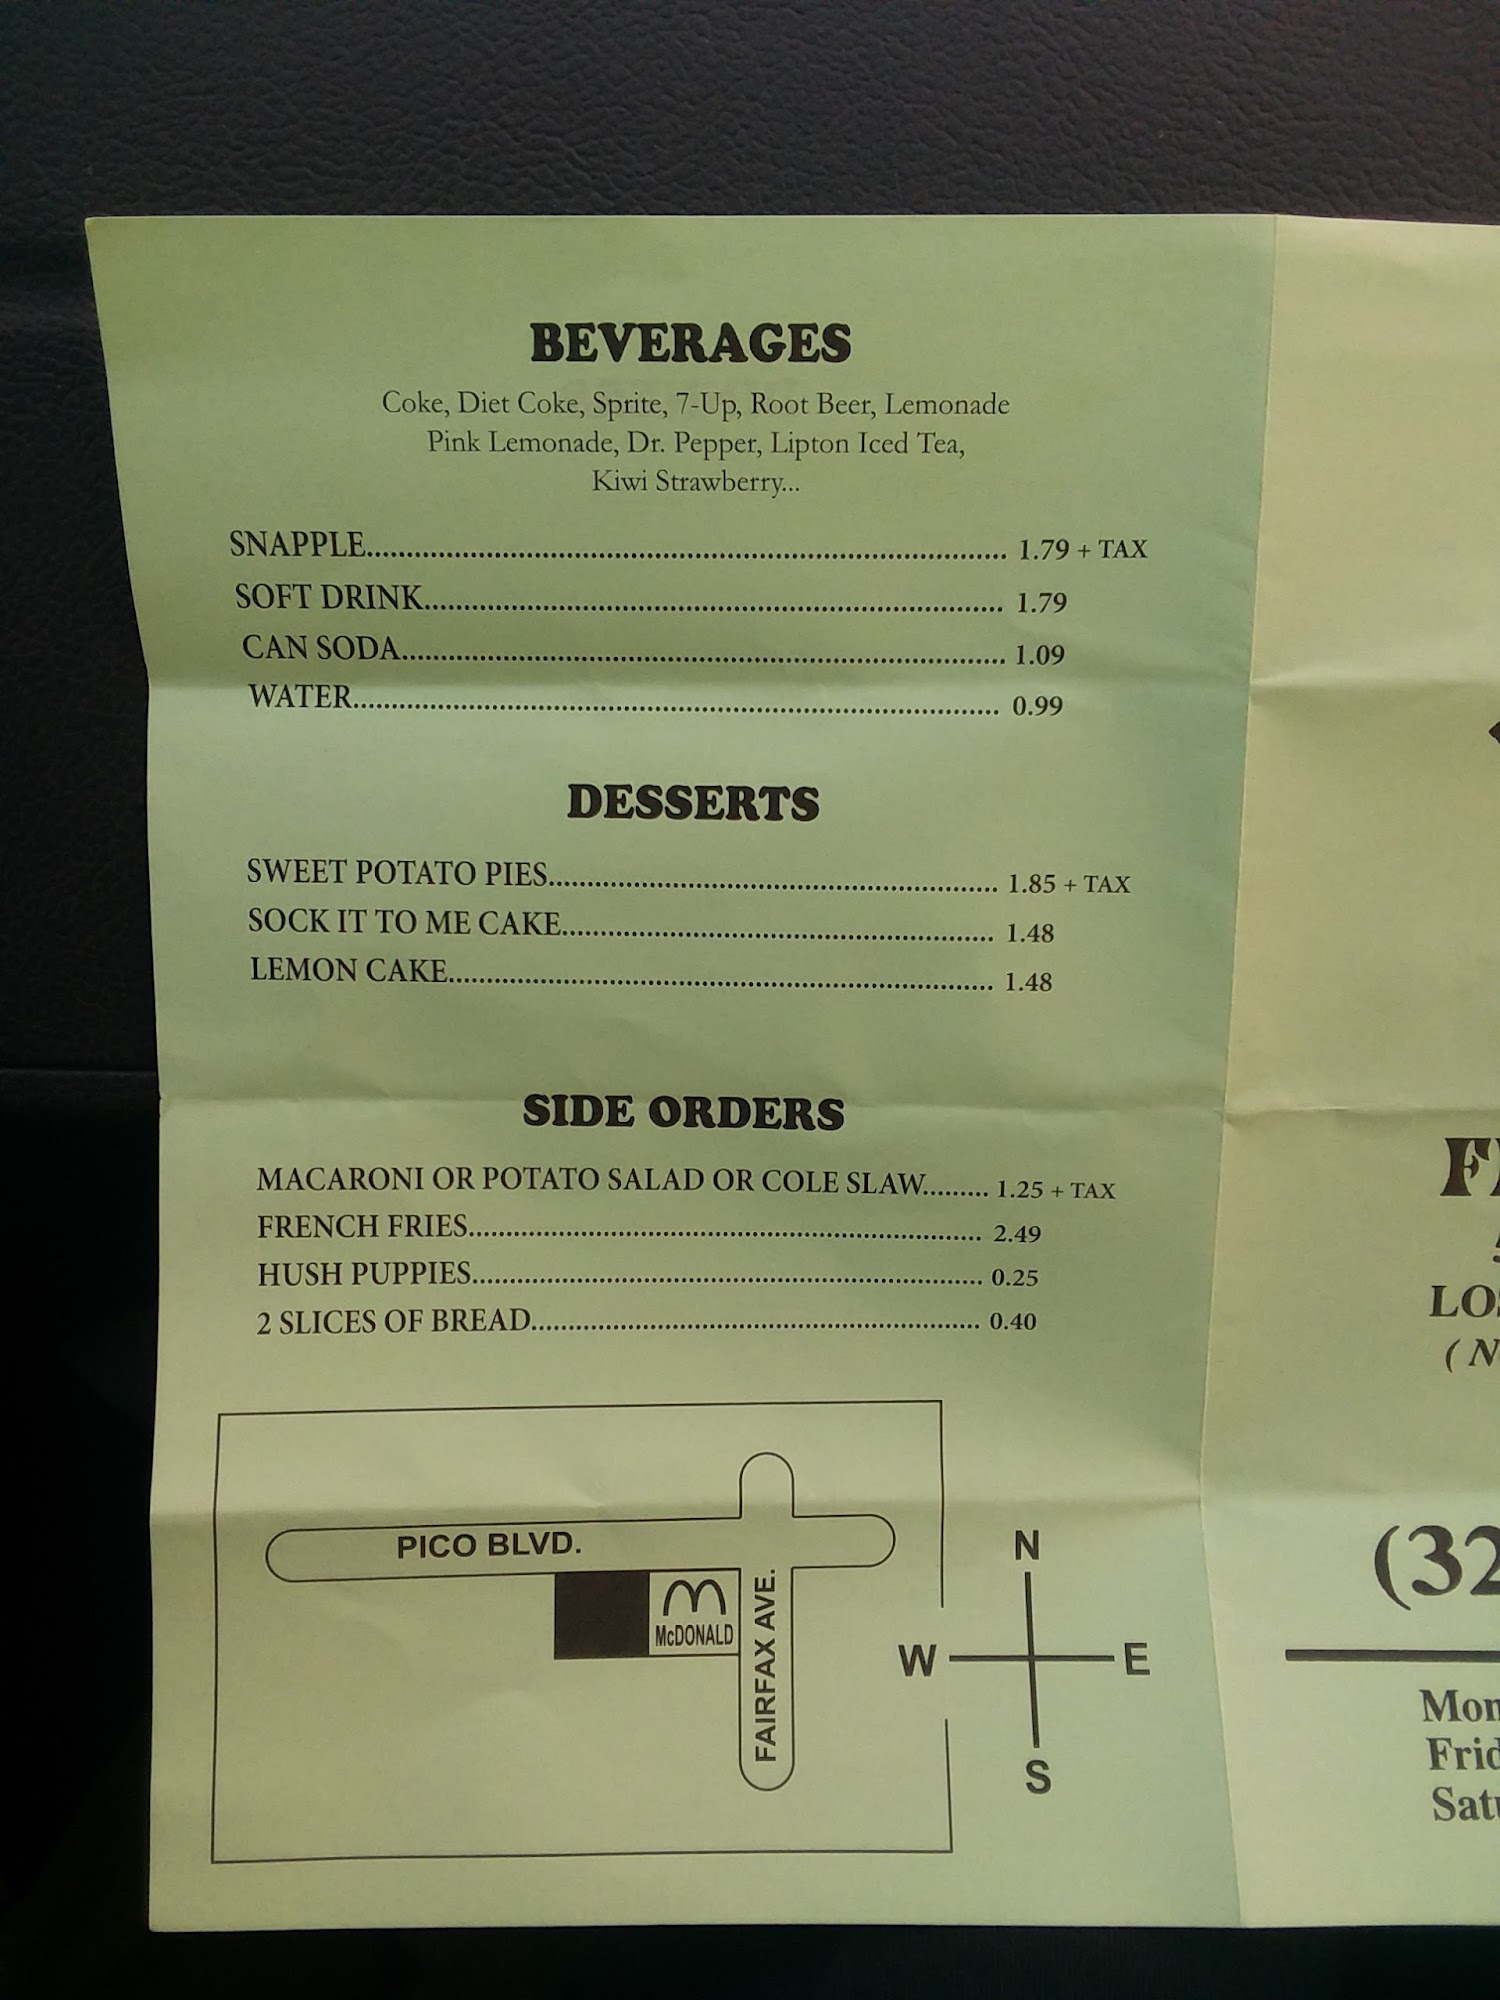 BEVERAGES
Coke, Diet Coke, Sprite, 7-Up, Root Beer, Lemonade
Pink Lemonade, Dr. Pepper, Lipton Iced Tea,
Kiwi Strawberry...
SNAPPLE.......... 1.79 + TAX
SOFT DRINK.......... 1.79
CAN SODA.......... 1.09
WATER.......... 0.99
DESSERTS
SWEET POTATO PIES.......... 1.85 + TAX
SOCK IT TO ME CAKE.......... 1.48
LEMON CAKE.......... 1.48
SIDE ORDERS
MACARONI OR POTATO SALAD OR COLE SLAW......... 1.25 + TAX
FRENCH FRIES.......... 2.49
HUSH PUPPIES.......... 0.25
2 SLICES OF BREAD.......... 0.40
PICO BLVD.
McDONALD
FAIRFAX AVE.
N
W E
S
(32